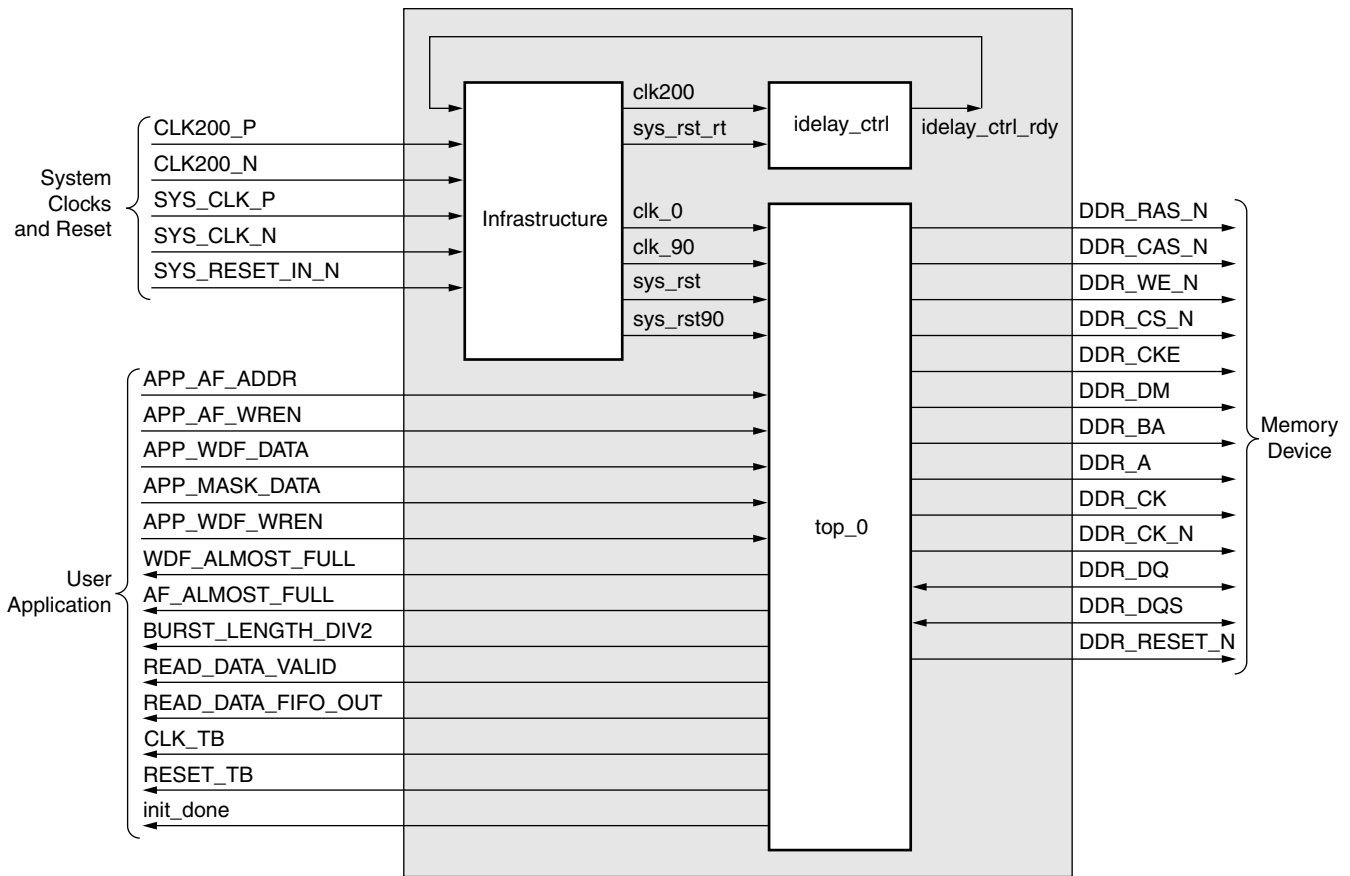 System
Clocks
and Reset
CLK200_P
CLK200_N
SYS_CLK_P
SYS_CLK_N
SYS_RESET_IN_N
Infrastructure
clk200
sys_rst_rt
idelay_ctrl
idelay_ctrl_rdy
clk_0
clk_90
sys_rst
sys_rst90
User
Application
APP_AF_ADDR
APP_AF_WREN
APP_WDF_DATA
APP_MASK_DATA
APP_WDF_WREN
WDF_ALMOST_FULL
AF_ALMOST_FULL
BURST_LENGTH_DIV2
READ_DATA_VALID
READ_DATA_FIFO_OUT
CLK_TB
RESET_TB
init_done
top_0
DDR_RAS_N
DDR_CAS_N
DDR_WE_N
DDR_CS_N
DDR_CKE
DDR_DM
DDR_BA
DDR_A
DDR_CK
DDR_CK_N
DDR_DQ
DDR_DQS
DDR_RESET_N
Memory
Device